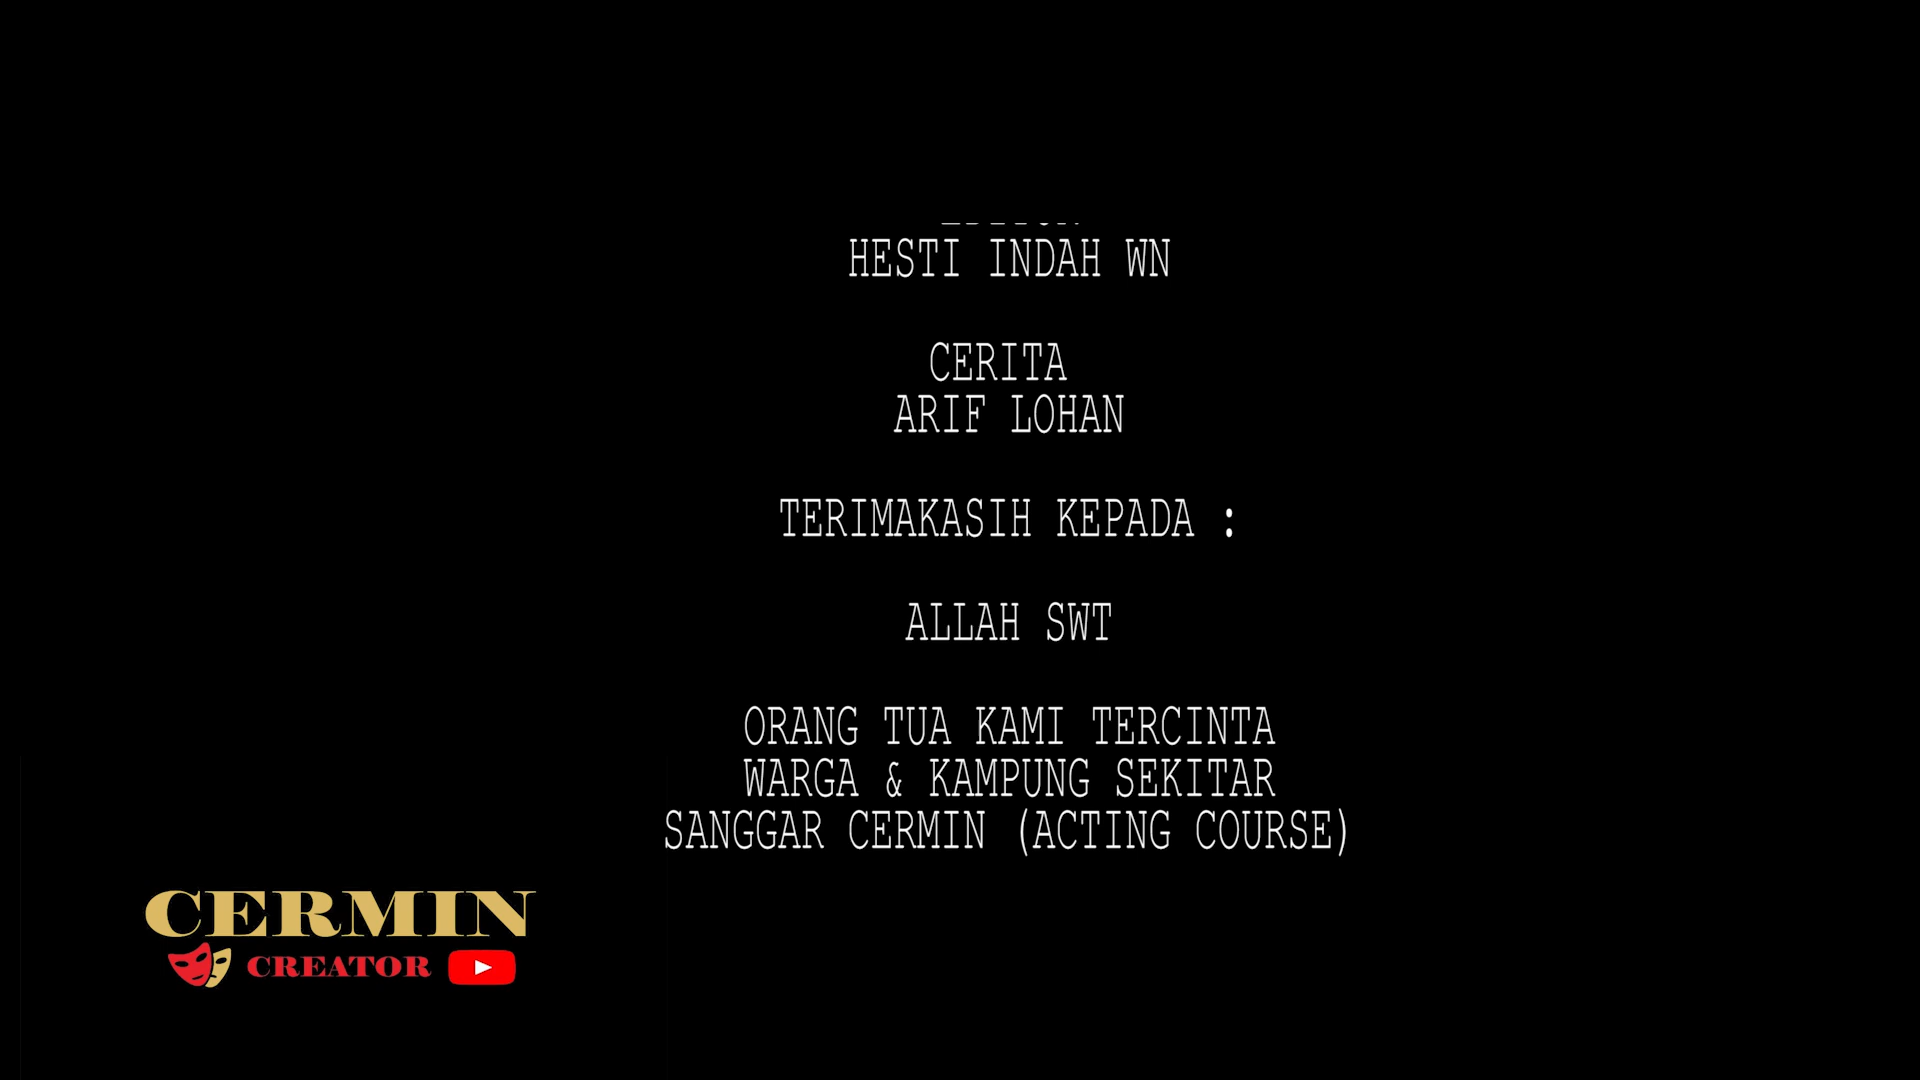 HESTI INDAH WN
CERITA
ARIF LOHAN
TERIMAKASIH KEPADA :
ALLAH SWT
ORANG TUA KAMI TERCINTA
WARGA & KAMPUNG SEKITAR
SANGGAR CERMIN (ACTING COURSE)
CERMIN
CREATOR